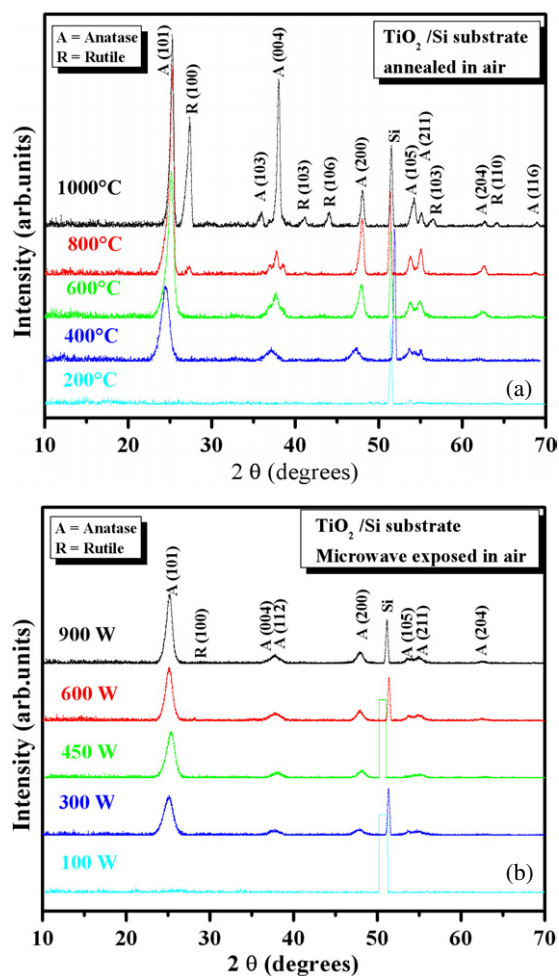 A = Anatase
R = Rutile
TiO2 /Si substrate
annealed in air
A (101)
R (100)
A (103)
A (004)
R (103)
R (106)
A (200)
Si
A (105)
A (211)
R (103)
A (204)
R (110)
A (116)
1000°C
800°C
600°C
400°C
200°C
(a)
Intensity (arb.units)
10 20 30 40 50 60 70
2 θ (degrees)
A = Anatase
R = Rutile
TiO2 /Si substrate
Microwave exposed in air
A (101)
R (100)
A (004)
A (112)
A (200)
Si
A (105)
A (211)
A (204)
900 W
600 W
450 W
300 W
100 W
(b)
Intensity (arb.units)
10 20 30 40 50 60 70
2 θ (degrees)